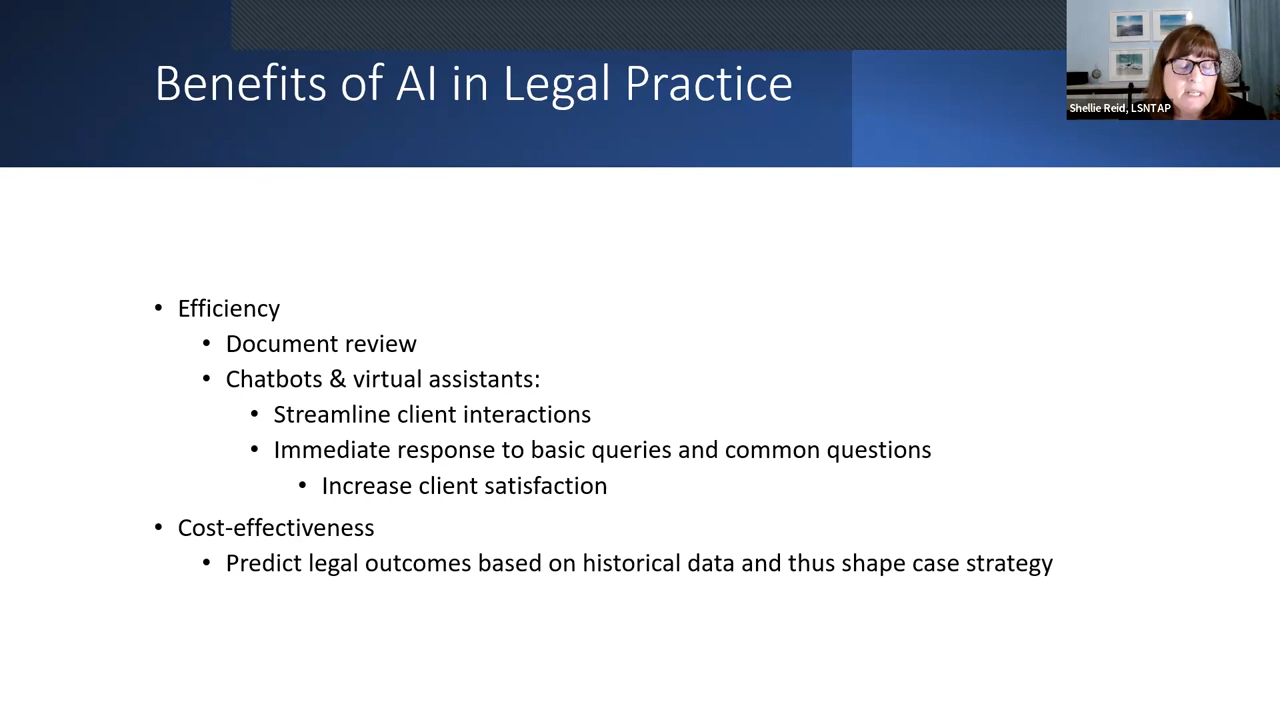 Benefits of AI in Legal Practice
Shellie Reid, LSNTAP
• Efficiency
• Document review
• Chatbots & virtual assistants:
• Streamline client interactions
• Immediate response to basic queries and common questions
• Increase client satisfaction
• Cost-effectiveness
• Predict legal outcomes based on historical data and thus shape case strategy